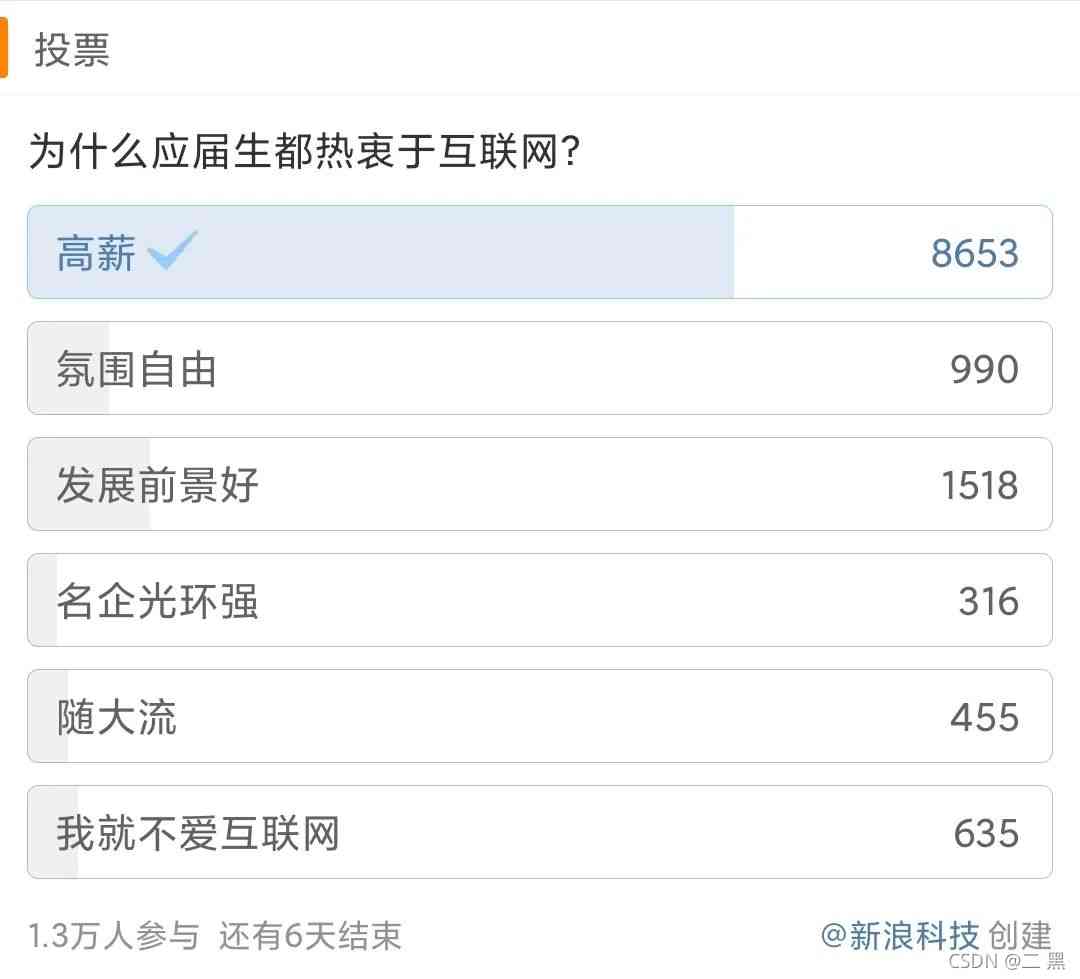 投票
为什么应届生都热衷于互联网?
高薪 8653
氛围自由 990
发展前景好 1518
名企光环强 316
随大流 455
我就不爱互联网 635
1.3万人参与 还有6天结束 @新浪科技 创建
CSDN @二 黑